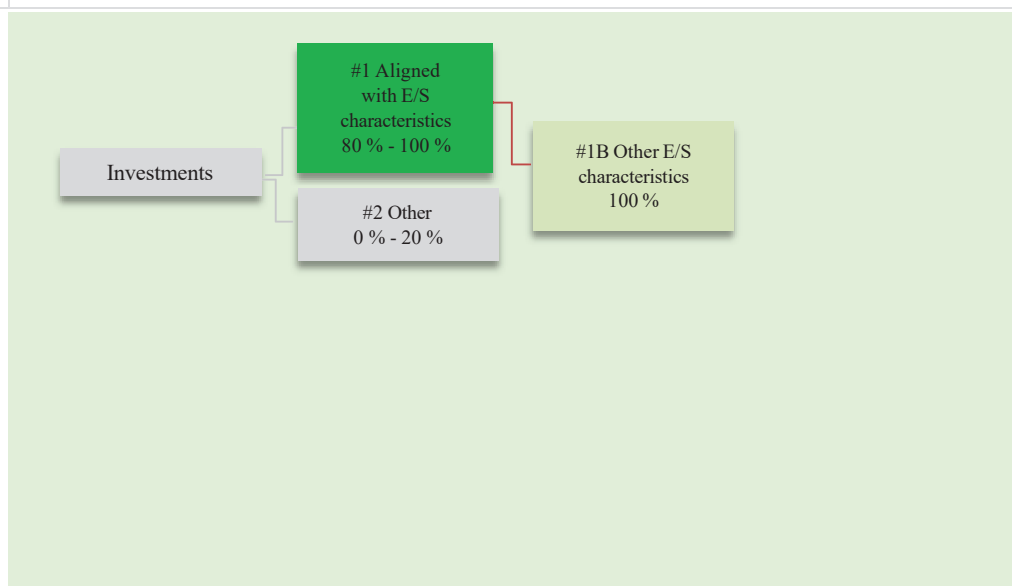 #1 Aligned
with E/S
characteristics
80 % - 100 %
Investments
#2 Other
0 % - 20 %
#1B Other E/S
characteristics
100 %